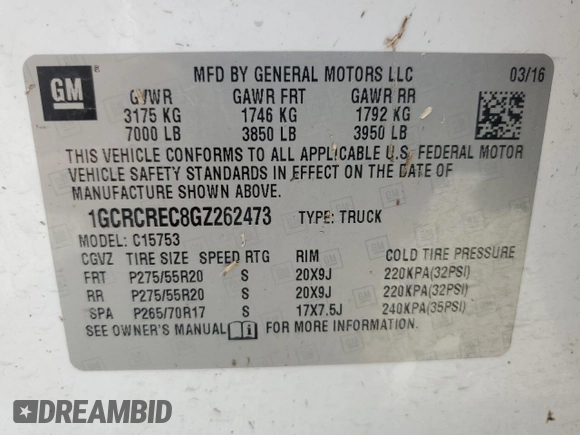 GM
MFD BY GENERAL MOTORS LLC 03/16
GVWR GAWR FRT GAWR RR
3175 KG 1746 KG 1792 KG
7000 LB 3850 LB 3950 LB
THIS VEHICLE CONFORMS TO ALL APPLICABLE U.S. FEDERAL MOTOR
VEHICLE SAFETY STANDARDS IN EFFECT ON THE DATE OF
MANUFACTURE SHOWN ABOVE.
1GCRCREC8GZ262473 TYPE: TRUCK
MODEL: C15753
CGVZ TIRE SIZE SPEED RTG RIM COLD TIRE PRESSURE
FRT P275/55R20 S 20X9J 220KPA(32PSI)
RR P275/55R20 S 20X9J 220KPA(32PSI)
SPA P265/70R17 S 17X7.5J 240KPA(35PSI)
SEE OWNER'S MANUAL FOR MORE INFORMATION.
DREAMBID